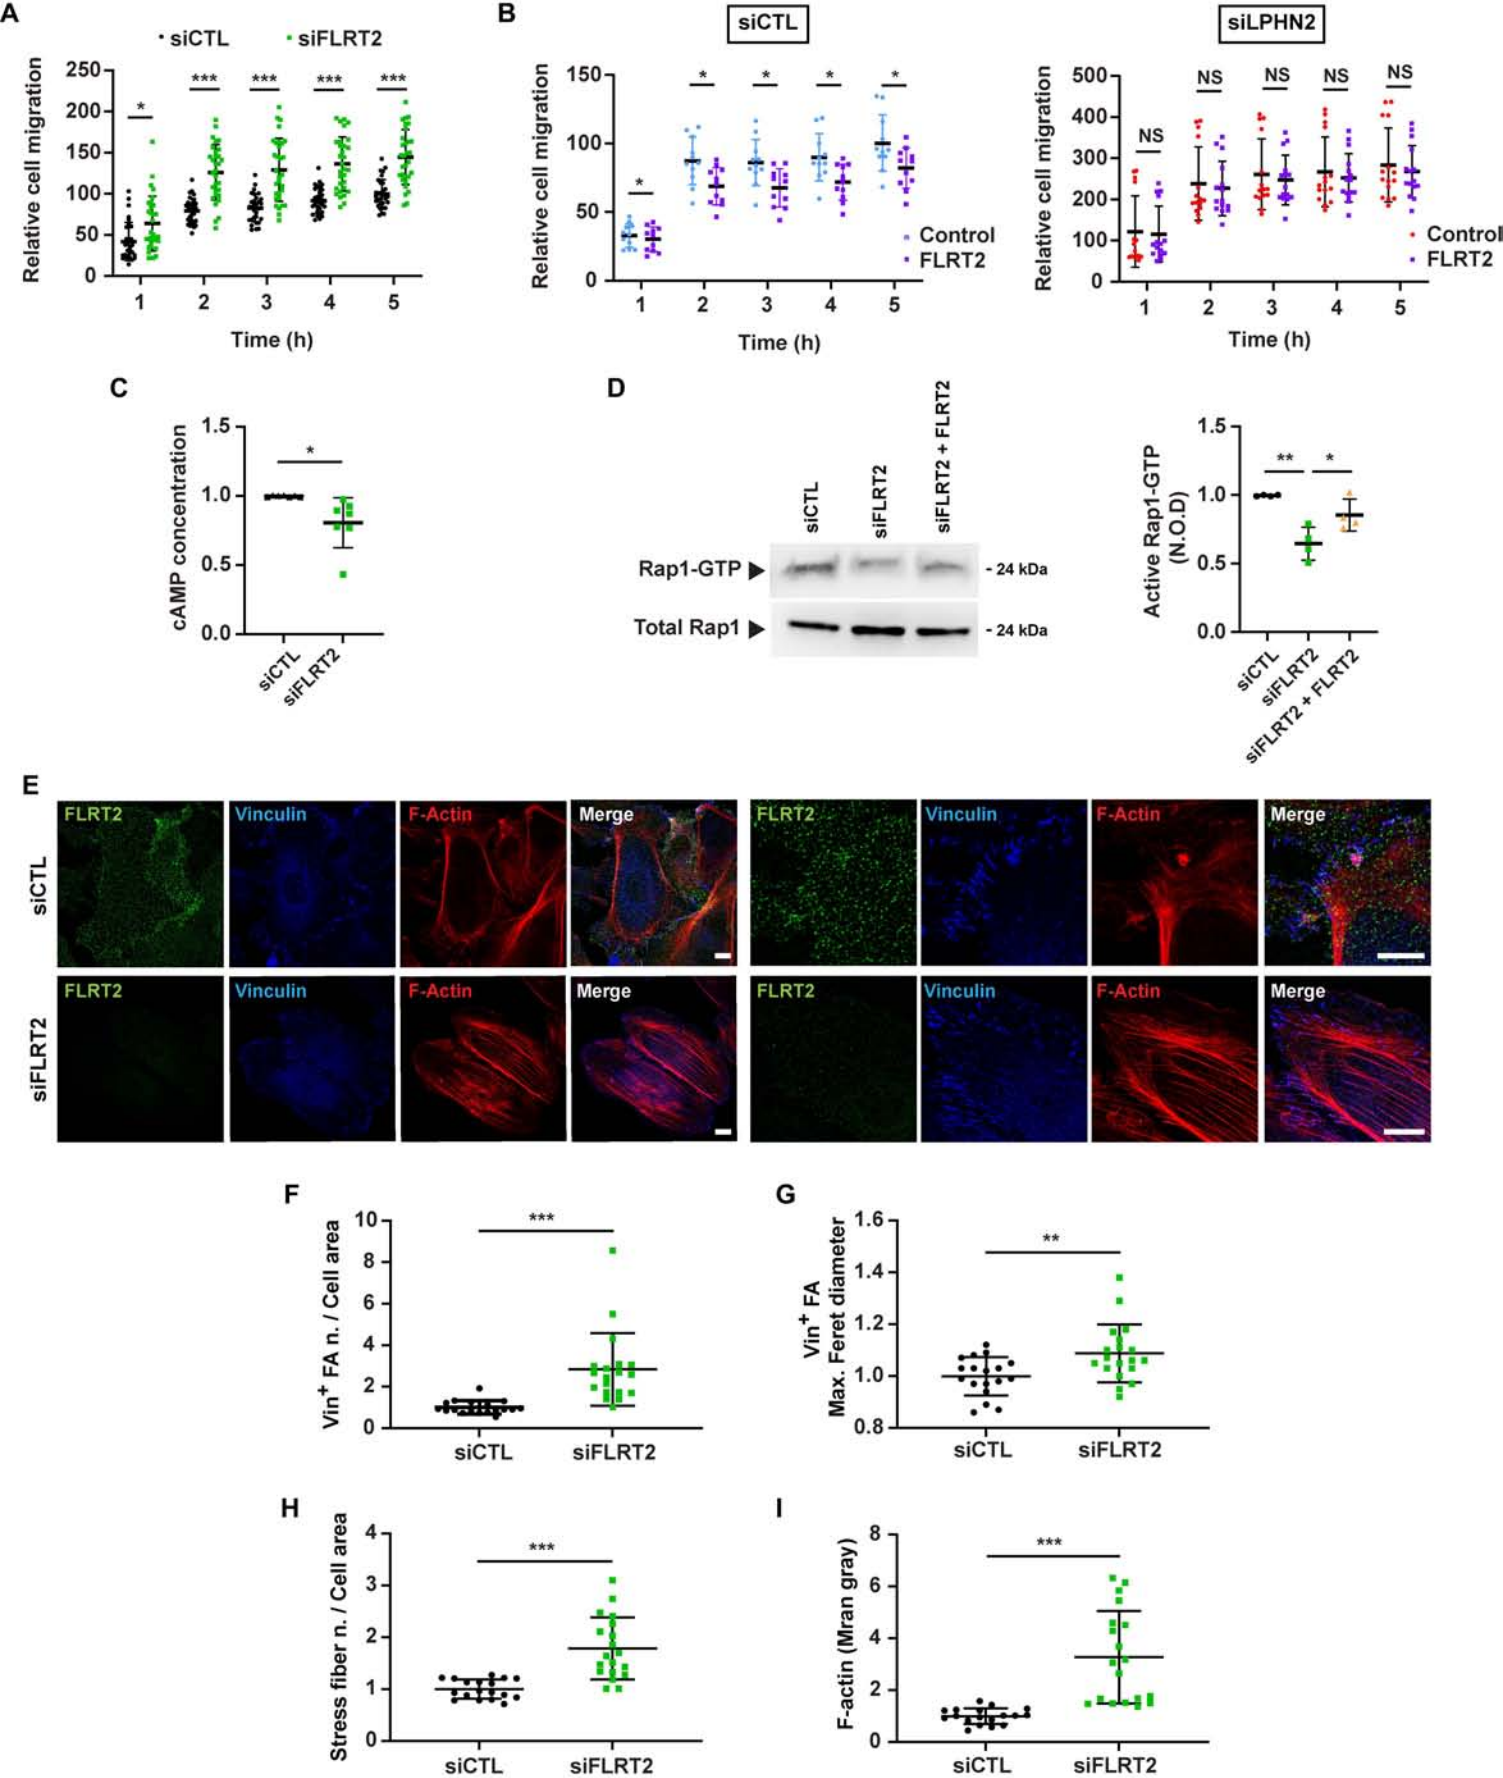 A
siCTL
siFLRT2
Relative cell migration
250
200
150
100
50
0
*
***
***
***
***
1
2
3
4
5
Time (h)
B
siCTL
Relative cell migration
150
100
50
0
*
*
*
*
*
Control
FLRT2
1
2
3
4
5
Time (h)
siLPHN2
Relative cell migration
500
400
300
200
100
0
NS
NS
NS
NS
NS
Control
FLRT2
1
2
3
4
5
Time (h)
C
cAMP concentration
1.5
1.0
0.5
0.0
*
siCTL
siFLRT2
D
siCTL
siFLRT2
siFLRT2 + FLRT2
Rap1-GTP
- 24 kDa
Total Rap1
- 24 kDa
Active Rap1-GTP
(N.O.D)
1.5
1.0
0.5
0.0
**
*
siCTL
siFLRT2
siFLRT2 + FLRT2
E
siCTL
FLRT2
Vinculin
F-Actin
Merge
FLRT2
Vinculin
F-Actin
Merge
siFLRT2
FLRT2
Vinculin
F-Actin
Merge
FLRT2
Vinculin
F-Actin
Merge
F
Vin+ FA n. / Cell area
10
8
6
4
2
0
***
siCTL
siFLRT2
G
Vin+ FA
Max. Feret diameter
1.6
1.4
1.2
1.0
0.8
**
siCTL
siFLRT2
H
Stress fiber n. / Cell area
4
3
2
1
0
***
siCTL
siFLRT2
I
F-actin (Mran gray)
8
6
4
2
0
***
siCTL
siFLRT2